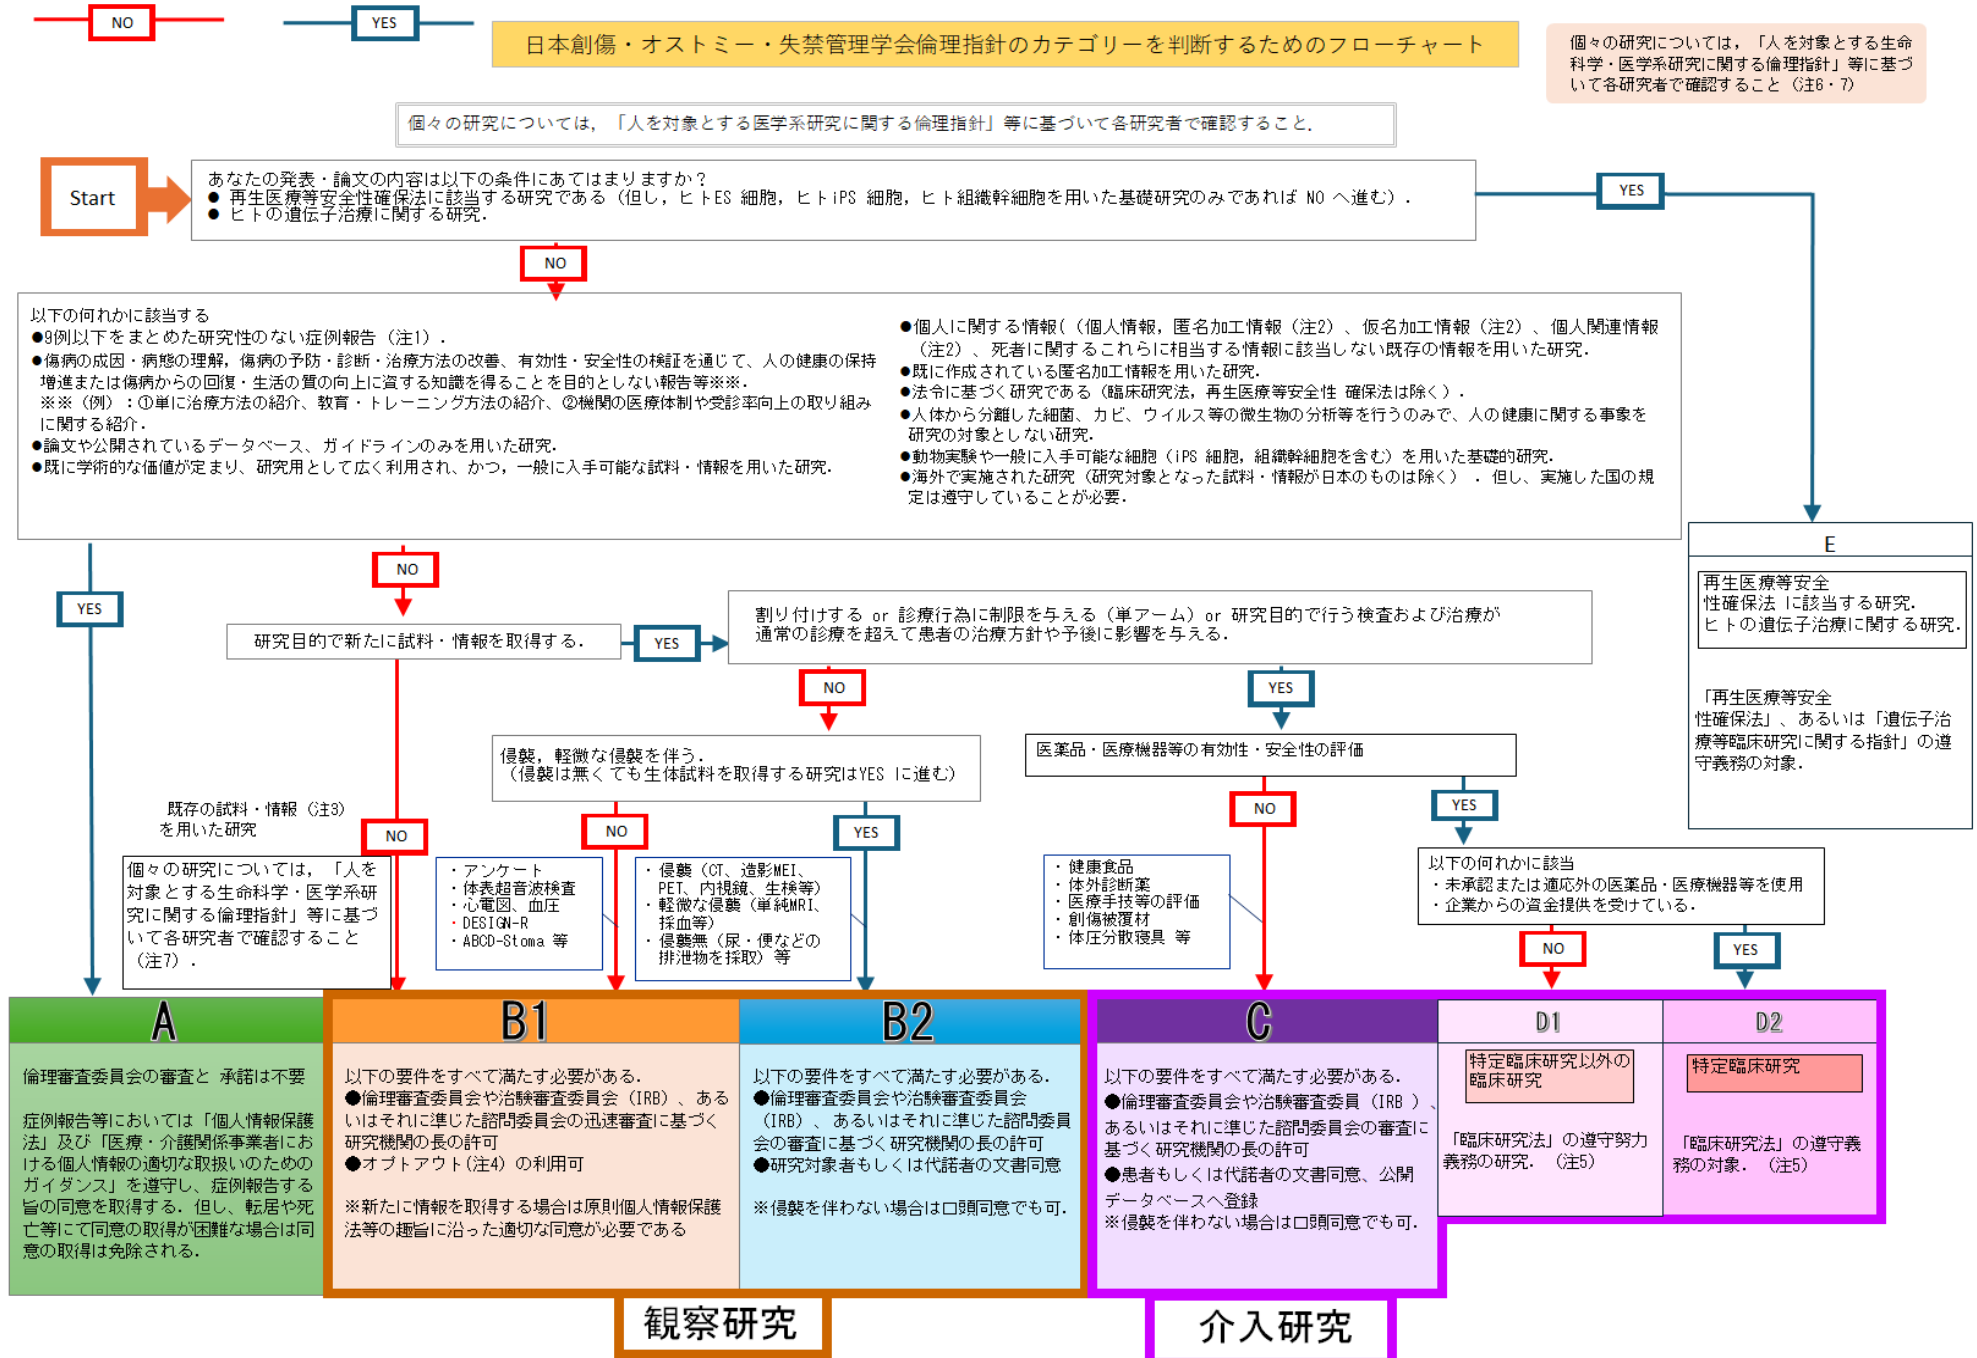 NO
YES
日本創傷・オストミー・失禁管理学会倫理指針のカテゴリーを判断するためのフローチャート
個々の研究については，「人を対象とする生命
科学・医学系研究に関する倫理指針」等に基づ
いて各研究者で確認すること（注6・7）
個々の研究については，「人を対象とする医学系研究に関する倫理指針」等に基づいて各研究者で確認すること．
Start
あなたの発表・論文の内容は以下の条件にあてはまりますか？
● 再生医療等安全性確保法に該当する研究である（但し，ヒトES 細胞，ヒトiPS 細胞，ヒト組織幹細胞を用いた基礎研究のみであれば NO へ進む）．
● ヒトの遺伝子治療に関する研究．
YES
NO
以下の何れかに該当する
●9例以下をまとめた研究性のない症例報告（注1）．
●傷病の成因・病態の理解，傷病の予防・診断・治療方法の改善、有効性・安全性の検証を通じて、人の健康の保持
増進または傷病からの回復・生活の質の向上に資する知識を得ることを目的としない報告等※※．
※※（例）：①単に治療方法の紹介、教育・トレーニング方法の紹介、②機関の医療体制や受診率向上の取り組み
に関する紹介．
●論文や公開されているデータベース、ガイドラインのみを用いた研究．
●既に学術的な価値が定まり、研究用として広く利用され、かつ，一般に入手可能な試料・情報を用いた研究．
●個人に関する情報(（個人情報，匿名加工情報（注2）、仮名加工情報（注2）、個人関連情報
（注2）、死者に関するこれらに相当する情報に該当しない既存の情報を用いた研究．
●既に作成されている匿名加工情報を用いた研究．
●法令に基づく研究である（臨床研究法，再生医療等安全性 確保法は除く）．
●人体から分離した細菌、カビ、ウイルス等の微生物の分析等を行うのみで、人の健康に関する事象を
研究の対象としない研究．
●動物実験や一般に入手可能な細胞（iPS 細胞，組織幹細胞を含む）を用いた基礎的研究．
●海外で実施された研究（研究対象となった試料・情報が日本のものは除く）．但し、実施した国の規
定は遵守していることが必要．
YES
NO
研究目的で新たに試料・情報を取得する．
YES
割り付けする or 診療行為に制限を与える（単アーム）or 研究目的で行う検査および治療が
通常の診療を超えて患者の治療方針や予後に影響を与える．
E
再生医療等安全
性確保法 に該当する研究．
ヒトの遺伝子治療に関する研究．
「再生医療等安全
性確保法」、あるいは「遺伝子治
療等臨床研究に関する指針」の遵
守義務の対象．
NO
YES
侵襲，軽微な侵襲を伴う．
（侵襲は無くても生体試料を取得する研究はYES に進む）
医薬品・医療機器等の有効性・安全性の評価
既存の試料・情報（注3）
を用いた研究
NO
NO
YES
NO
YES
個々の研究については，「人を
対象とする生命科学・医学系研
究に関する倫理指針」等に基づ
いて各研究者で確認すること
（注7）．
・アンケート
・体表超音波検査
・心電図、血圧
・DESIGN-R
・ABCD-Stoma 等
・侵襲（CT、造影MEI、
PET、内視鏡、生検等）
・軽微な侵襲（単純MRI、
採血等）
・侵襲無（尿・便などの
排泄物を採取）等
・健康食品
・体外診断薬
・医療手技等の評価
・創傷被覆材
・体圧分散寝具 等
以下の何れかに該当
・未承認または適応外の医薬品・医療機器等を使用
・企業からの資金提供を受けている．
NO
YES
A
倫理審査委員会の審査と 承諾は不要
症例報告等においては「個人情報保護
法」及び「医療・介護関係事業者にお
ける個人情報の適切な取扱いのための
ガイダンス」を遵守し、症例報告する
旨の同意を取得する．但し、転居や死
亡等にて同意の取得が困難な場合は同
意の取得は免除される．
B1
以下の要件をすべて満たす必要がある．
●倫理審査委員会や治験審査委員会（IRB）、ある
いはそれに準じた諮問委員会の迅速審査に基づく
研究機関の長の許可
●オプトアウト(注4）の利用可
※新たに情報を取得する場合は原則個人情報保護
法等の趣旨に沿った適切な同意が必要である
B2
以下の要件をすべて満たす必要がある．
●倫理審査委員会や治験審査委員会
（IRB）、あるいはそれに準じた諮問委員
会の審査に基づく研究機関の長の許可
●研究対象者もしくは代諾者の文書同意
※侵襲を伴わない場合は口頭同意でも可．
C
以下の要件をすべて満たす必要がある．
●倫理審査委員会や治験審査委員（IRB ）、
あるいはそれに準じた諮問委員会の審査に
基づく研究機関の長の許可
●患者もしくは代諾者の文書同意、公開
データベースへ登録
※侵襲を伴わない場合は口頭同意でも可．
D1
特定臨床研究以外の
臨床研究
「臨床研究法」の遵守努力
義務の研究．（注5）
D2
特定臨床研究
「臨床研究法」の遵守義
務の対象．（注5）
観察研究
介入研究